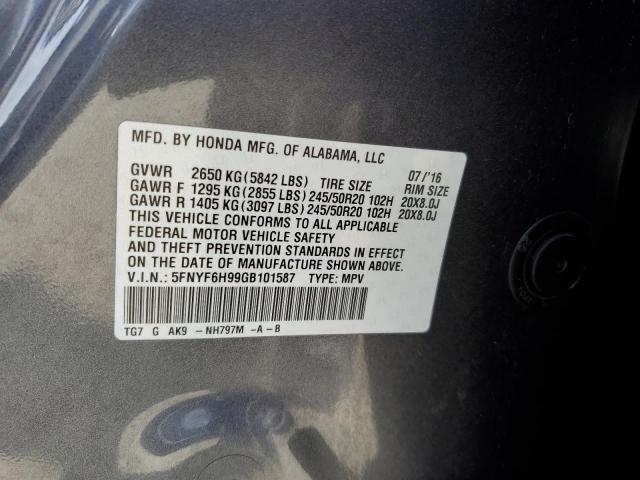 MFD. BY HONDA MFG. OF ALABAMA, LLC
GVWR 2650 KG (5842 LBS) TIRE SIZE 07/'16 RIM SIZE
GAWR F 1295 KG (2855 LBS) 245/50R20 102H 20X8.0J
GAWR R 1405 KG (3097 LBS) 245/50R20 102H 20X8.0J
THIS VEHICLE CONFORMS TO ALL APPLICABLE
FEDERAL MOTOR VEHICLE SAFETY
AND THEFT PREVENTION STANDARDS IN EFFECT
ON THE DATE OF MANUFACTURE SHOWN ABOVE.
V.I.N.: 5FNYF6H99GB101587 TYPE: MPV
TG7 G AK9 -NH797M -A-B